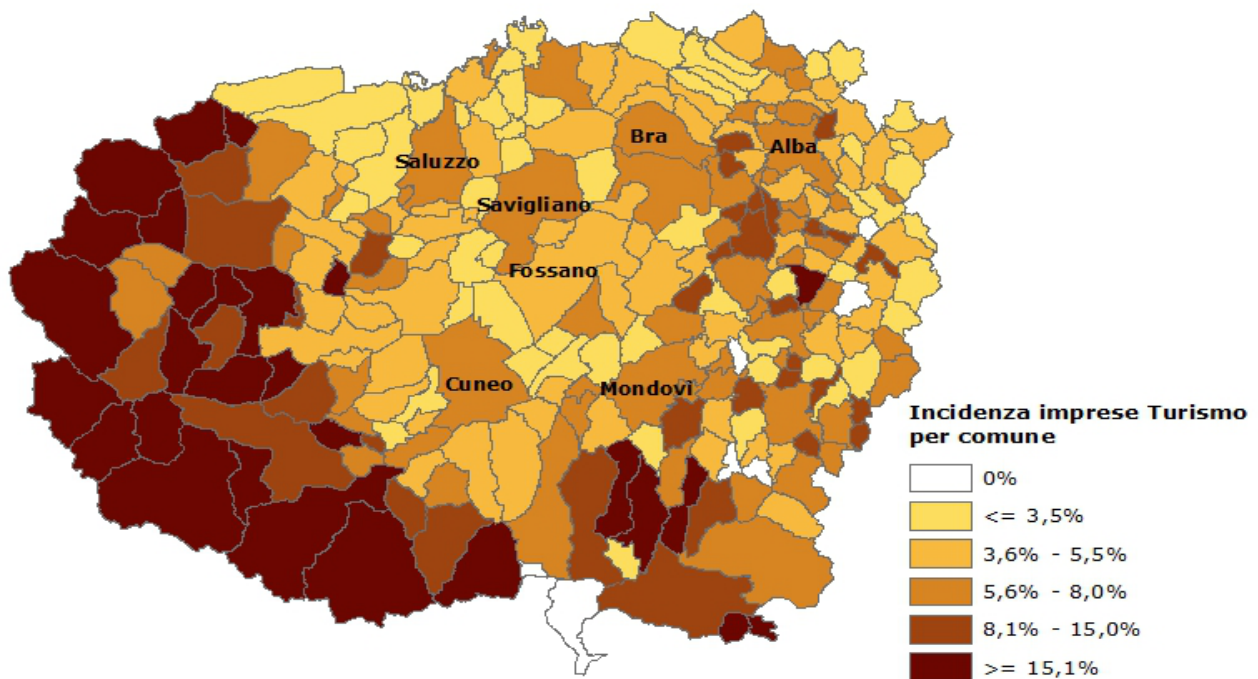 Bra
Alba
Saluzzo
Savigliano
Fossano
Cuneo
Mondovì
Incidenza imprese Turismo
per comune
0%
<= 3,5%
3,6% - 5,5%
5,6% - 8,0%
8,1% - 15,0%
>= 15,1%